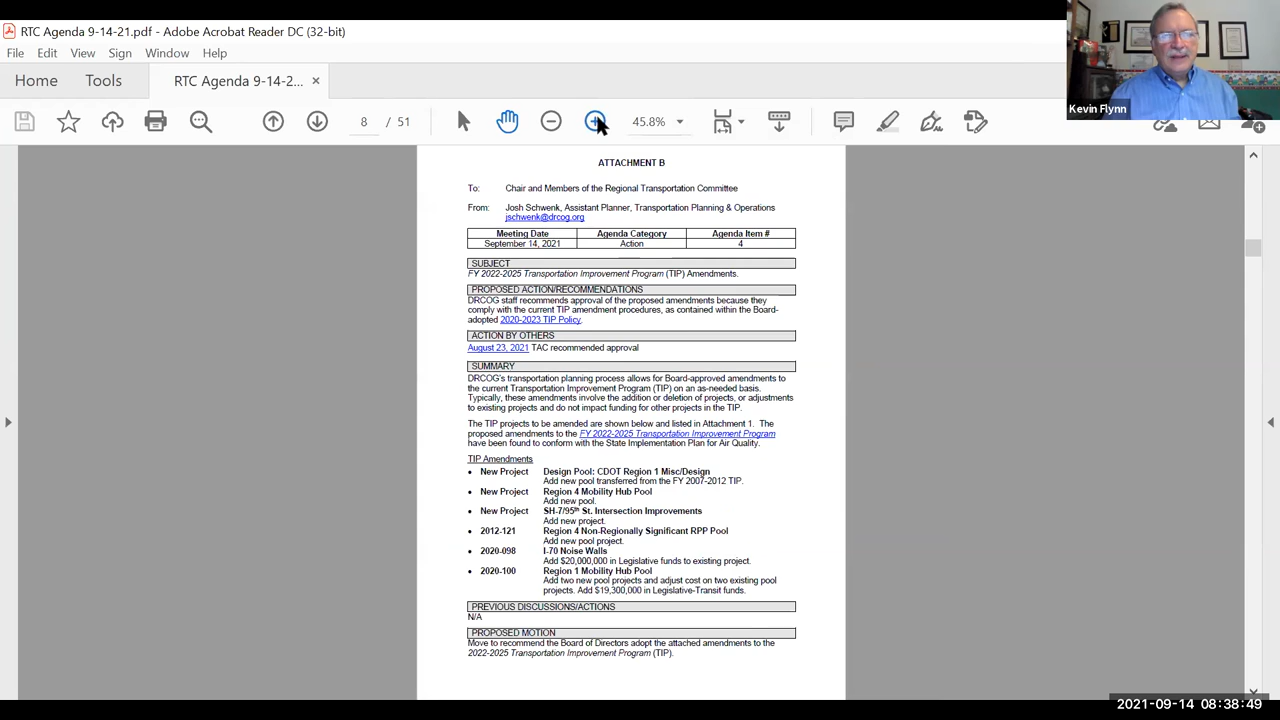 RTC Agenda 9-14-21.pdf - Adobe Acrobat Reader DC (32-bit)
File Edit View Sign Window Help
Home Tools RTC Agenda 9-14-2... ×
8 / 51 45.8%
Kevin Flynn
ATTACHMENT B
To: Chair and Members of the Regional Transportation Committee
From: Josh Schwenk, Assistant Planner, Transportation Planning & Operations
jschwenk@drcog.org
Meeting Date Agenda Category Agenda Item #
September 14, 2021 Action 4
SUBJECT
FY 2022-2025 Transportation Improvement Program (TIP) Amendments.
PROPOSED ACTION/RECOMMENDATIONS
DRCOG staff recommends approval of the proposed amendments because they
comply with the current TIP amendment procedures, as contained within the Board-
adopted 2020-2023 TIP Policy.
ACTION BY OTHERS
August 23, 2021 TAC recommended approval
SUMMARY
DRCOG's transportation planning process allows for Board-approved amendments to
the current Transportation Improvement Program (TIP) on an as-needed basis.
Typically, these amendments involve the addition or deletion of projects, or adjustments
to existing projects and do not impact funding for other projects in the TIP.
The TIP projects to be amended are shown below and listed in Attachment 1. The
proposed amendments to the FY 2022-2025 Transportation Improvement Program
have been found to conform with the State Implementation Plan for Air Quality.
TIP Amendments
• New Project Design Pool: CDOT Region 1 Misc/Design
Add new pool transferred from the FY 2007-2012 TIP.
• New Project Region 4 Mobility Hub Pool
Add new pool.
• New Project SH-7/95th St. Intersection Improvements
Add new project.
• 2012-121 Region 4 Non-Regionally Significant RPP Pool
Add new pool project.
• 2020-098 I-70 Noise Walls
Add $20,000,000 in Legislative funds to existing project.
• 2020-100 Region 1 Mobility Hub Pool
Add two new pool projects and adjust cost on two existing pool
projects. Add $19,300,000 in Legislative-Transit funds.
PREVIOUS DISCUSSIONS/ACTIONS
N/A
PROPOSED MOTION
Move to recommend the Board of Directors adopt the attached amendments to the
2022-2025 Transportation Improvement Program (TIP).
2021-09-14 08:38:49